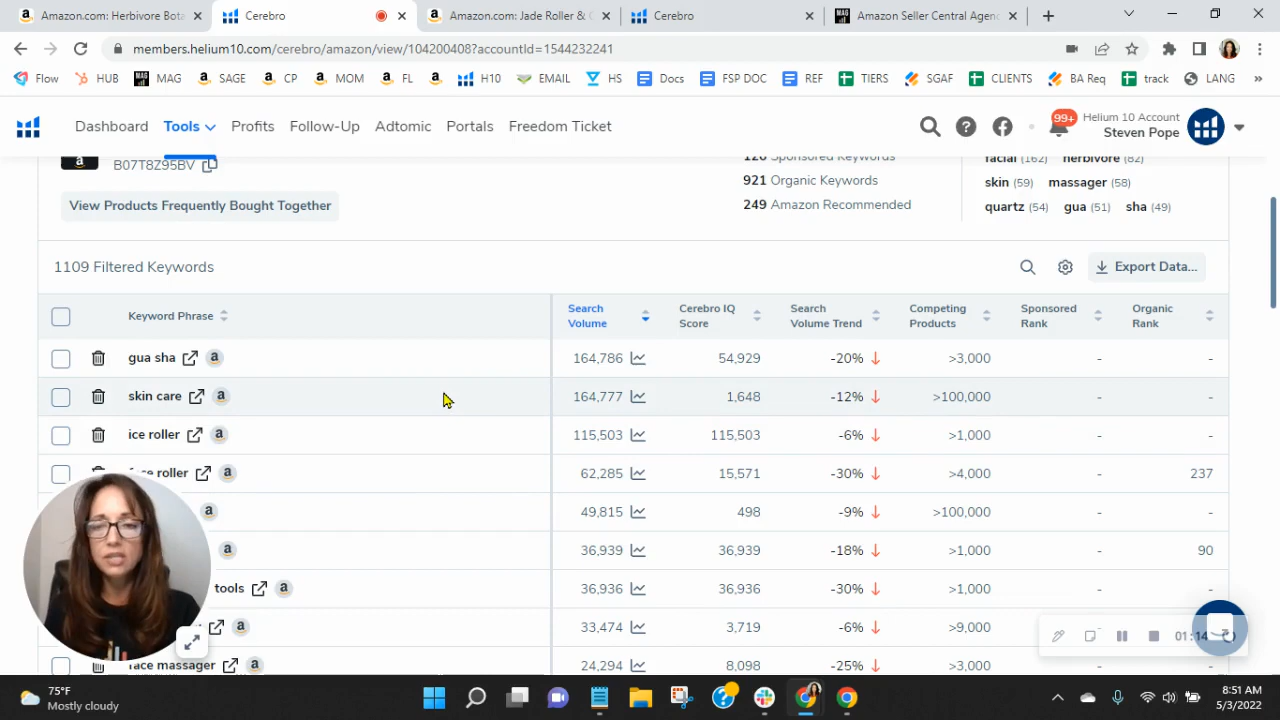 Amazon.com: Herbivore Bota
Cerebro
Amazon.com: Jade Roller & G
Cerebro
Amazon Seller Central Agenc
members.helium10.com/cerebro/amazon/view/104200408?accountId=1544232241
Flow HUB MAG SAGE CP MOM FL H10 EMAIL HS Docs FSP DOC REF TIERS SGAF CLIENTS BA Req track LANG »
Dashboard Tools Profits Follow-Up Adtomic Portals Freedom Ticket
99+
Helium 10 Account
Steven Pope
B07T8Z95BV
View Products Frequently Bought Together
126 Sponsored Keywords
921 Organic Keywords
249 Amazon Recommended
facial (162) herbivore (82)
skin (59) massager (58)
quartz (54) gua (51) sha (49)
1109 Filtered Keywords
Export Data...
Keyword Phrase Search Volume Cerebro IQ Score Search Volume Trend Competing Products Sponsored Rank Organic Rank
gua sha 164,786 54,929 -20% >3,000 - -
skin care 164,777 1,648 -12% >100,000 - -
ice roller 115,503 115,503 -6% >1,000 - -
face roller 62,285 15,571 -30% >4,000 - 237
49,815 498 -9% >100,000 - -
36,939 36,939 -18% >1,000 - 90
tools 36,936 36,936 -30% >1,000 - -
33,474 3,719 -6% >9,000 -
face massager 24,294 8,098 -25% >3,000 - -
MAG
01:14
75°F
Mostly cloudy
8:51 AM
5/3/2022